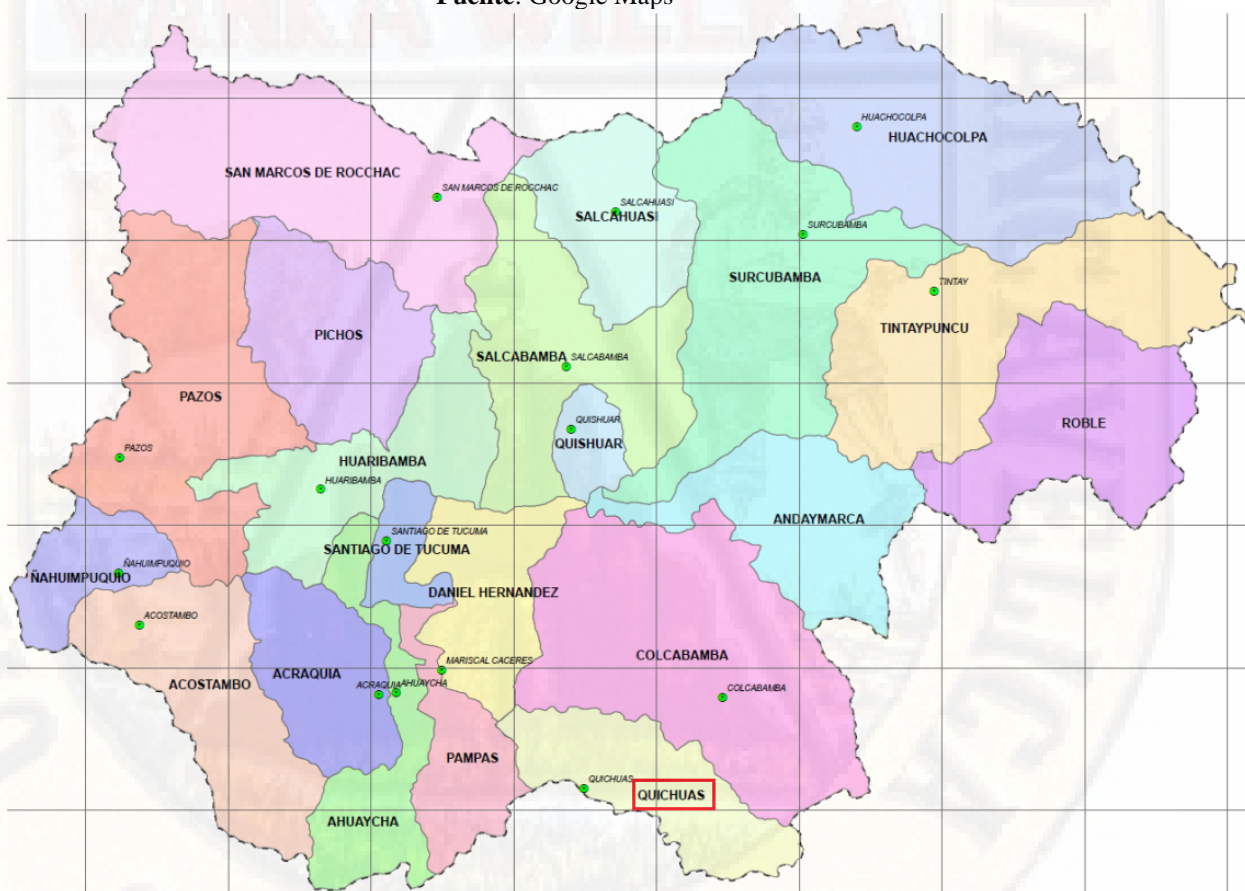 Fuente: Google Maps
WANKA WILLKA
HUACHOCOLPA
HUACHOCOLPA
SAN MARCOS DE ROCCHAC
SAN MARCOS DE ROCCHAC
SALCAHUASI
SALCAHUASI
SURCUBAMBA
SURCUBAMBA
TINTAY
TINTAYPUNCU
PICHOS
SALCABAMBA
SALCABAMBA
PAZOS
PAZOS
QUISHUAR
QUISHUAR
ROBLE
HUARIBAMBA
HUARIBAMBA
ANDAYMARCA
SANTIAGO DE TUCUMA
SANTIAGO DE TUCUMA
ÑAHUIMPUQUIO
ÑAHUIMPUQUIO
DANIEL HERNANDEZ
ACOSTAMBO
ACOSTAMBO
COLCABAMBA
COLCABAMBA
MARISCAL CACERES
ACRAQUIA
ACRAQUIA
AHUAYCHA
PAMPAS
QUICHUAS
QUICHUAS
AHUAYCHA